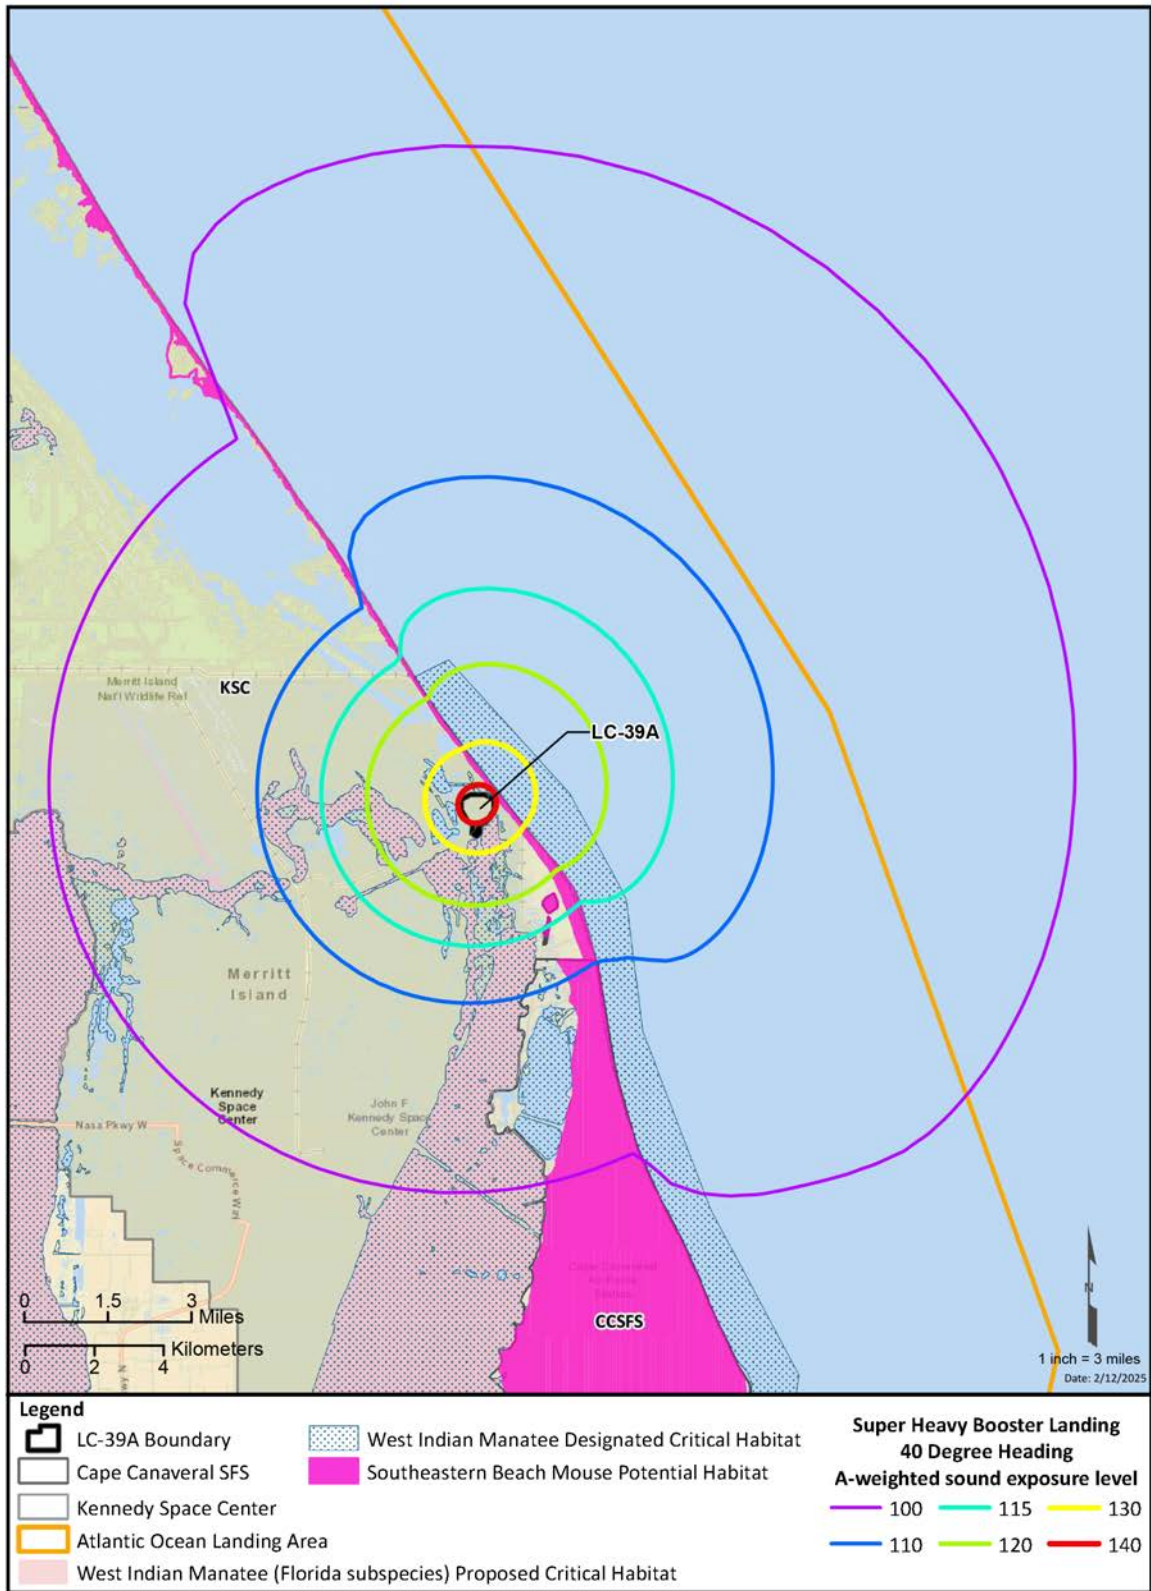 Merritt Island
Nat'l Wildlife Ref
KSC
LC-39A
Merritt
Island
Kennedy
Space
Center
John F
Kennedy Space
Center
Nasa Pkwy W
Space Commerce Way
CCSFS
0 1.5 3
Miles
Kilometers
0 2 4
N
1 inch = 3 miles
Date: 2/12/2025
Legend
LC-39A Boundary
Cape Canaveral SFS
Kennedy Space Center
Atlantic Ocean Landing Area
West Indian Manatee (Florida subspecies) Proposed Critical Habitat
West Indian Manatee Designated Critical Habitat
Southeastern Beach Mouse Potential Habitat
Super Heavy Booster Landing
40 Degree Heading
A-weighted sound exposure level
100 115 130
110 120 140